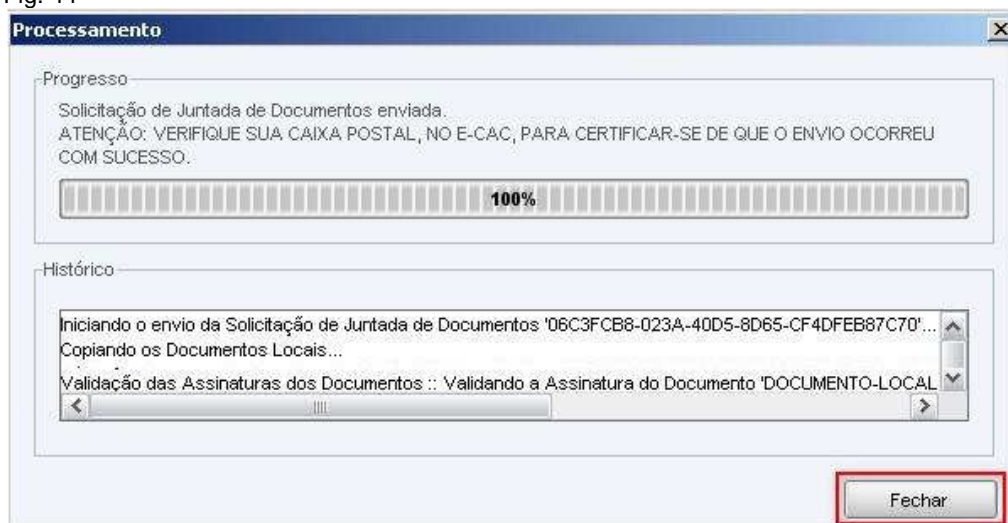 Processamento
Progresso
Solicitação de Juntada de Documentos enviada.
ATENÇÃO: VERIFIQUE SUA CAIXA POSTAL, NO E-CAC, PARA CERTIFICAR-SE DE QUE O ENVIO OCORREU
COM SUCESSO.
100%
Histórico
Iniciando o envio da Solicitação de Juntada de Documentos '06C3FCB8-023A-40D5-8D65-CF4DFEB87C70'...
Copiando os Documentos Locais...
Validação das Assinaturas dos Documentos :: Validando a Assinatura do Documento 'DOCUMENTO-LOCAL
Fechar